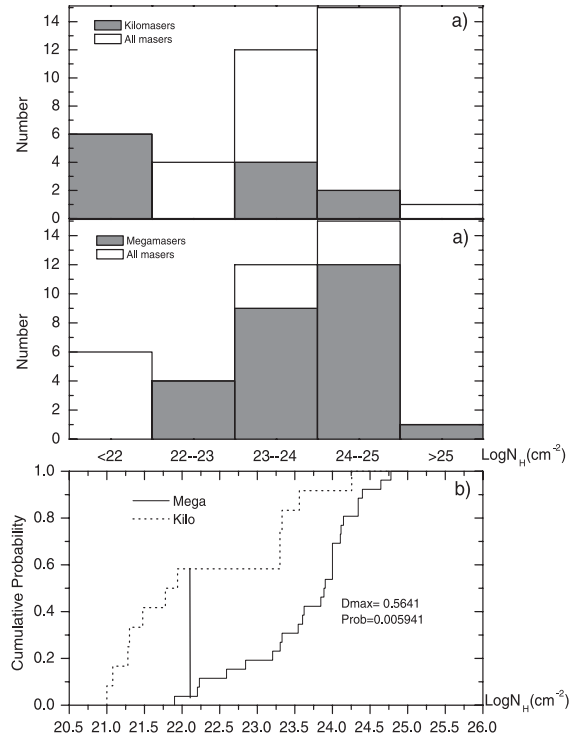 a)
Kilomasers
All masers
Number
14
12
10
8
6
4
2
0
a)
Megamasers
All masers
Number
14
12
10
8
6
4
2
0
<22 22--23 23--24 24--25 >25 LogN_H(cm^-2)
b)
Mega
Kilo
Cumulative Probability
1.0
0.8
0.6
0.4
0.2
0.0
Dmax= 0.5641
Prob=0.005941
LogN_H(cm^-2)
20.5 21.0 21.5 22.0 22.5 23.0 23.5 24.0 24.5 25.0 25.5 26.0